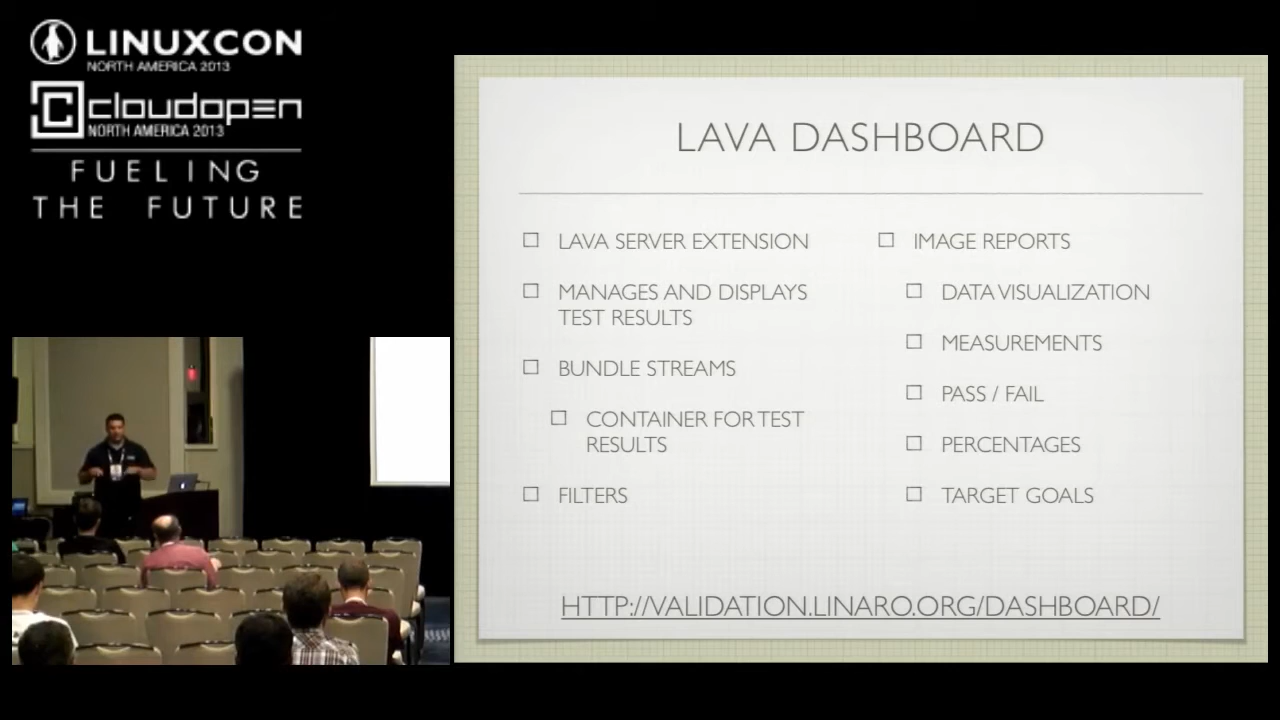 LINUXCON
NORTH AMERICA 2013
cloudopen
NORTH AMERICA 2013
FUELING
THE FUTURE
LAVA DASHBOARD
LAVA SERVER EXTENSION
MANAGES AND DISPLAYS
TEST RESULTS
BUNDLE STREAMS
CONTAINER FOR TEST
RESULTS
FILTERS
IMAGE REPORTS
DATA VISUALIZATION
MEASUREMENTS
PASS / FAIL
PERCENTAGES
TARGET GOALS
HTTP://VALIDATION.LINARO.ORG/DASHBOARD/